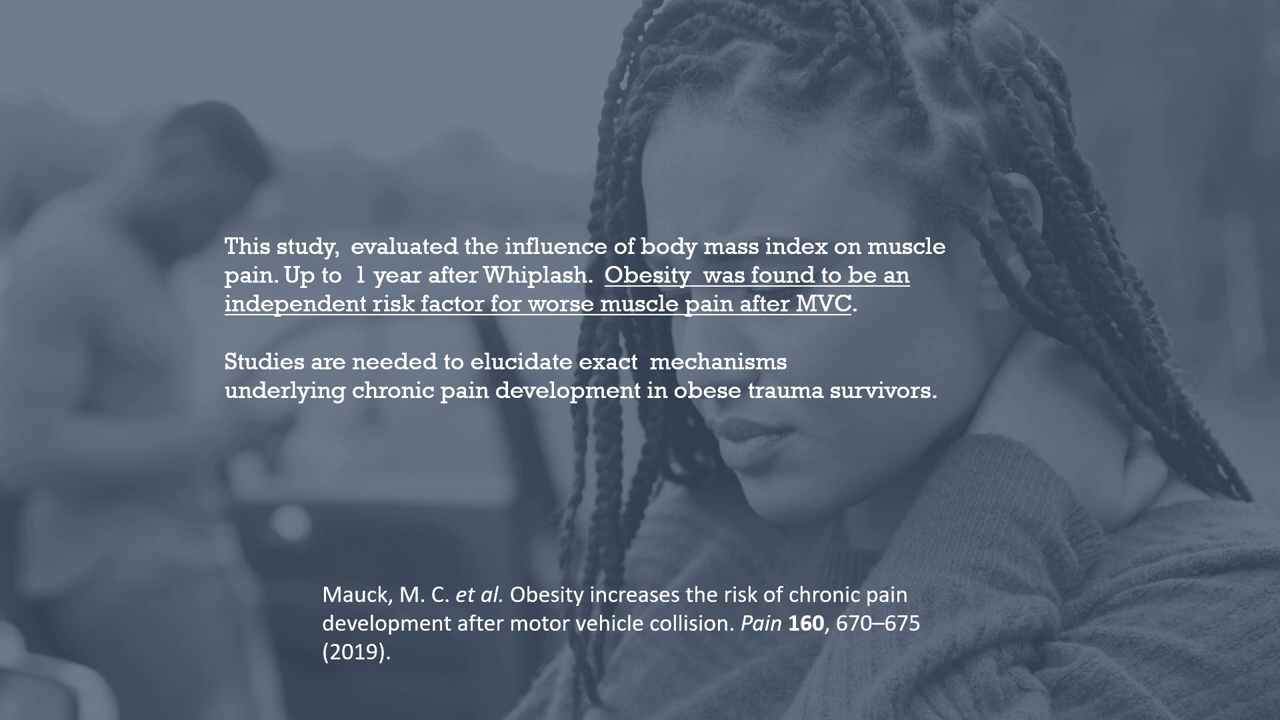 This study,  evaluated the influence of body mass index on muscle
pain. Up to  1 year after Whiplash.  Obesity  was found to be an
independent risk factor for worse muscle pain after MVC.
Studies are needed to elucidate exact  mechanisms
underlying chronic pain development in obese trauma survivors.
Mauck, M. C. et al. Obesity increases the risk of chronic pain
development after motor vehicle collision. Pain 160, 670–675
(2019).